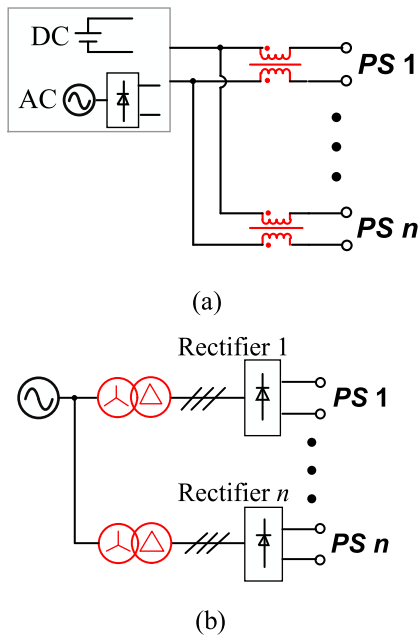 DC
AC
PS 1
PS n
(a)
Rectifier 1
PS 1
Rectifier n
PS n
(b)